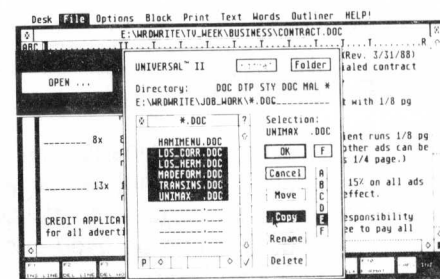 Desk File Options Block Print Text Words Outliner HELP!
E:\WRDWRITE\TV_WEEK\BUSINESS\CONTRACT.DOC
ABC
(Rev. 3/31/88)
ialed contract
OPEN ...
t with 1/8 pg
8x
ient runs 1/8 pg
other ads can be
s 1/4 page.)
13x
15% on all ads
effect.
CREDIT APPLICAT
for all adverti
esponsibility
ee to pay all
UNIVERSAL™ II
Format
Folder
Directory: DOC DTP STY DOC MAL *
E:\WRDWRITE\JOB_WORK\*.DOC
*.DOC
?
HAMIMENU.DOC
LOS_CORR.DOC
LOS_HERM.DOC
MADEFORM.DOC
TRANSINS.DOC
UNIMAX .DOC
P
Selection:
UNIMAX .DOC
OK
F
Cancel
A
B
Move
C
D
Copy
E
F
Rename
Delete